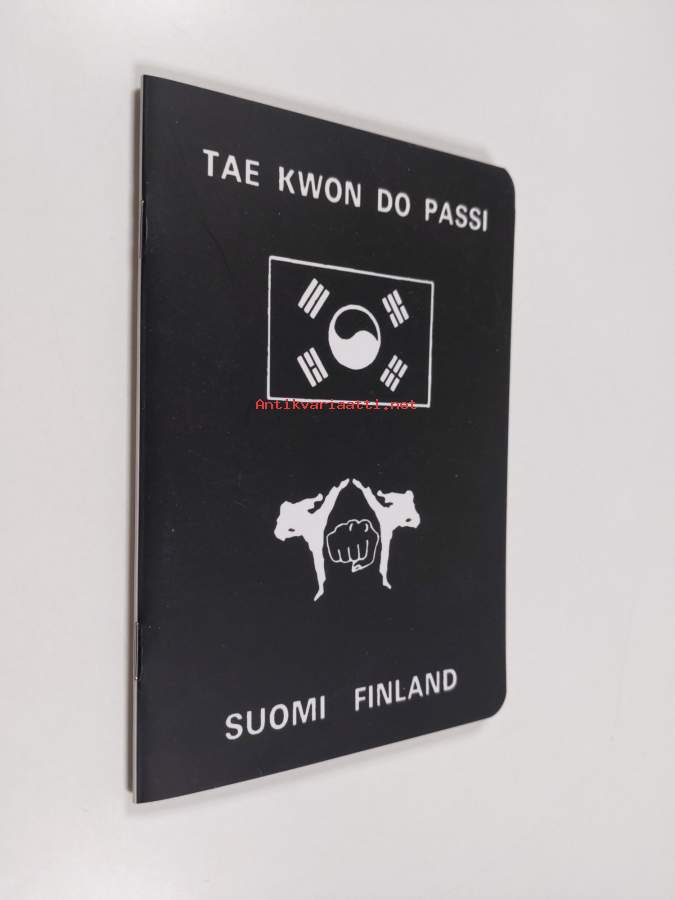 TAE KWON DO PASSI
Antikvariaatti.net
SUOMI FINLAND